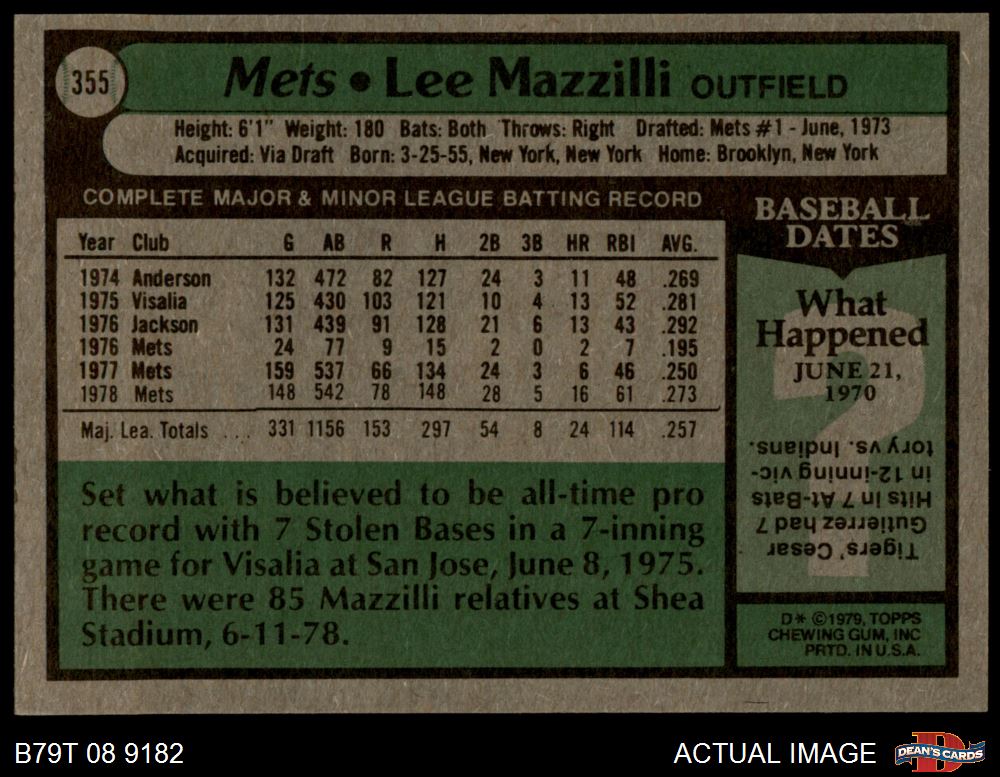 355
Mets • Lee Mazzilli OUTFIELD
Height: 6'1" Weight: 180 Bats: Both Throws: Right Drafted: Mets #1 - June, 1973
Acquired: Via Draft Born: 3-25-55, New York, New York Home: Brooklyn, New York
COMPLETE MAJOR & MINOR LEAGUE BATTING RECORD
Year Club G AB R H 2B 3B HR RBI AVG.
1974 Anderson 132 472 82 127 24 3 11 48 .269
1975 Visalia 125 430 103 121 10 4 13 52 .281
1976 Jackson 131 439 91 128 21 6 13 43 .292
1976 Mets 24 77 9 15 2 0 2 7 .195
1977 Mets 159 537 66 134 24 3 6 46 .250
1978 Mets 148 542 78 148 28 5 16 61 .273
Maj. Lea. Totals ... 331 1156 153 297 54 8 24 114 .257
Set what is believed to be all-time pro
record with 7 Stolen Bases in a 7-inning
game for Visalia at San Jose, June 8, 1975.
There were 85 Mazzilli relatives at Shea
Stadium, 6-11-78.
BASEBALL
DATES
What
Happened
JUNE 21,
1970
?
Tigers' Cesar
Gutierrez had 7
Hits in 7 At-Bats
in 12-inning vic-
tory vs. Indians.
D* ©1979, TOPPS
CHEWING GUM, INC
PRTD. IN U.S.A.
B79T 08 9182
ACTUAL IMAGE
D
DEAN'S CARDS